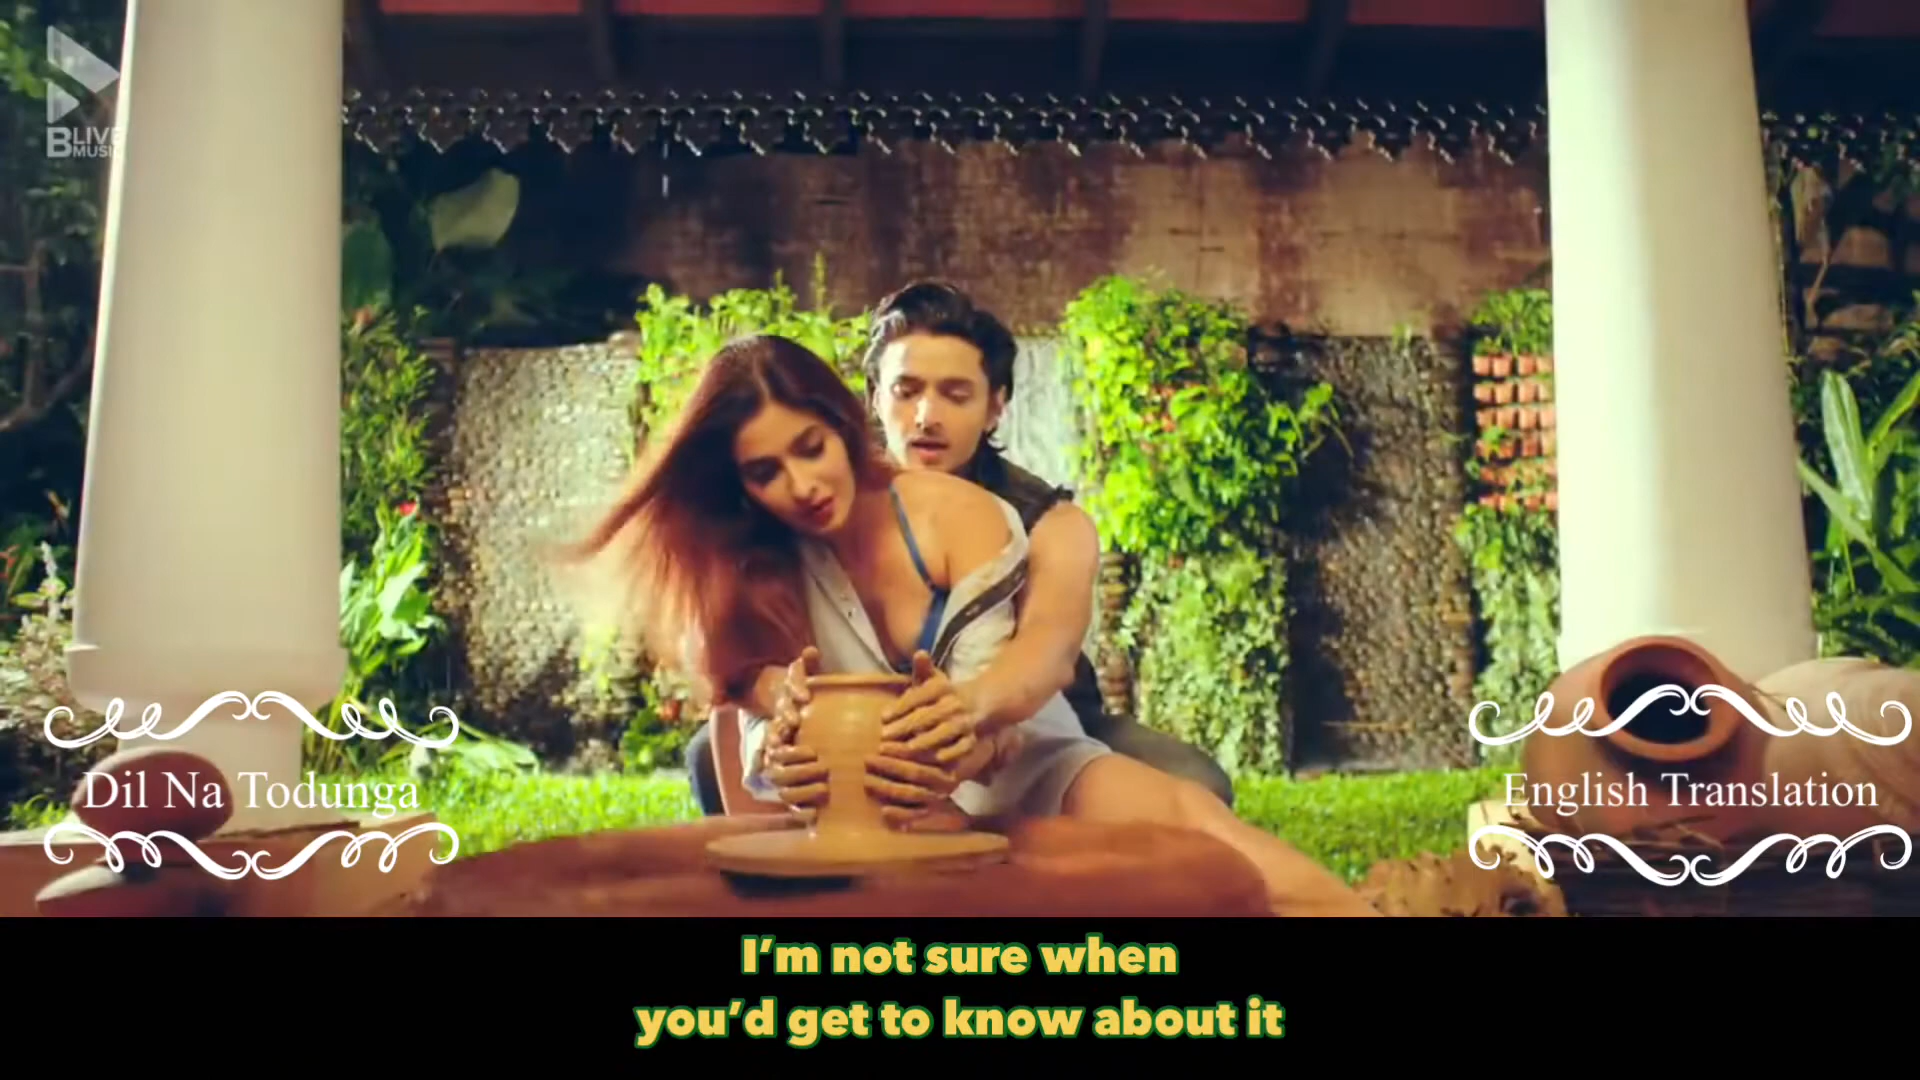 BLIVE
MUSIC
Dil Na Todunga
English Translation
I'm not sure when
you'd get to know about it